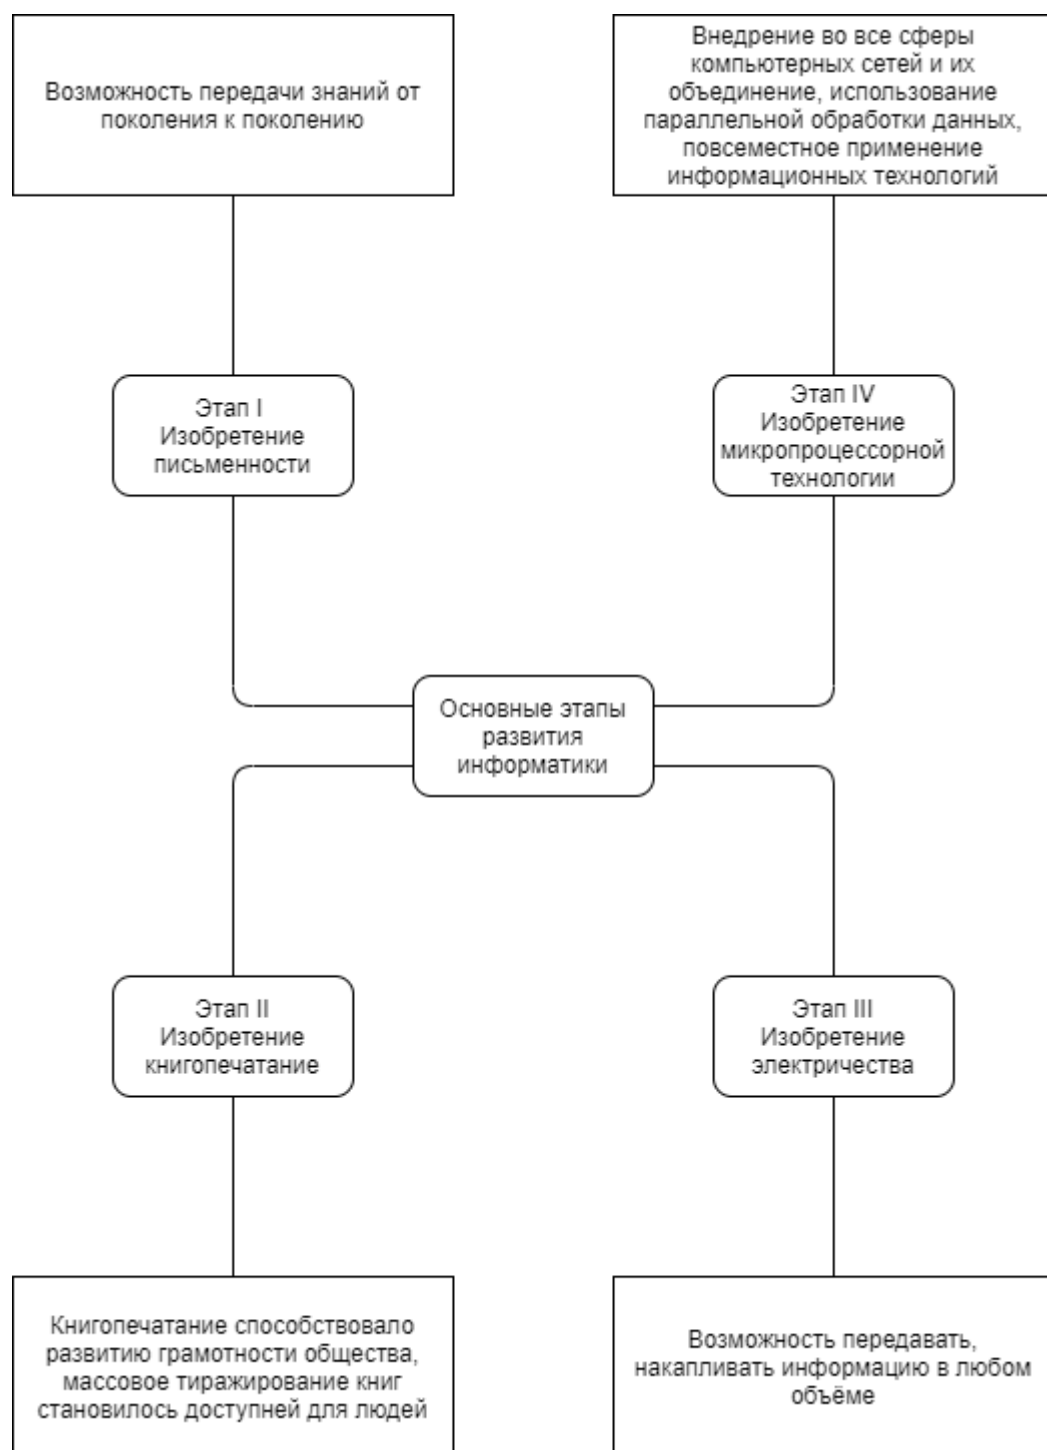 Возможность передачи знаний от
поколения к поколению
Внедрение во все сферы
компьютерных сетей и их
объединение, использование
параллельной обработки данных,
повсеместное применение
информационных технологий
Этап I
Изобретение
письменности
Этап IV
Изобретение
микропроцессорной
технологии
Основные этапы
развития
информатики
Этап II
Изобретение
книгопечатание
Этап III
Изобретение
электричества
Книгопечатание способствовало
развитию грамотности общества,
массовое тиражирование книг
становилось доступней для людей
Возможность передавать,
накапливать информацию в любом
объёме